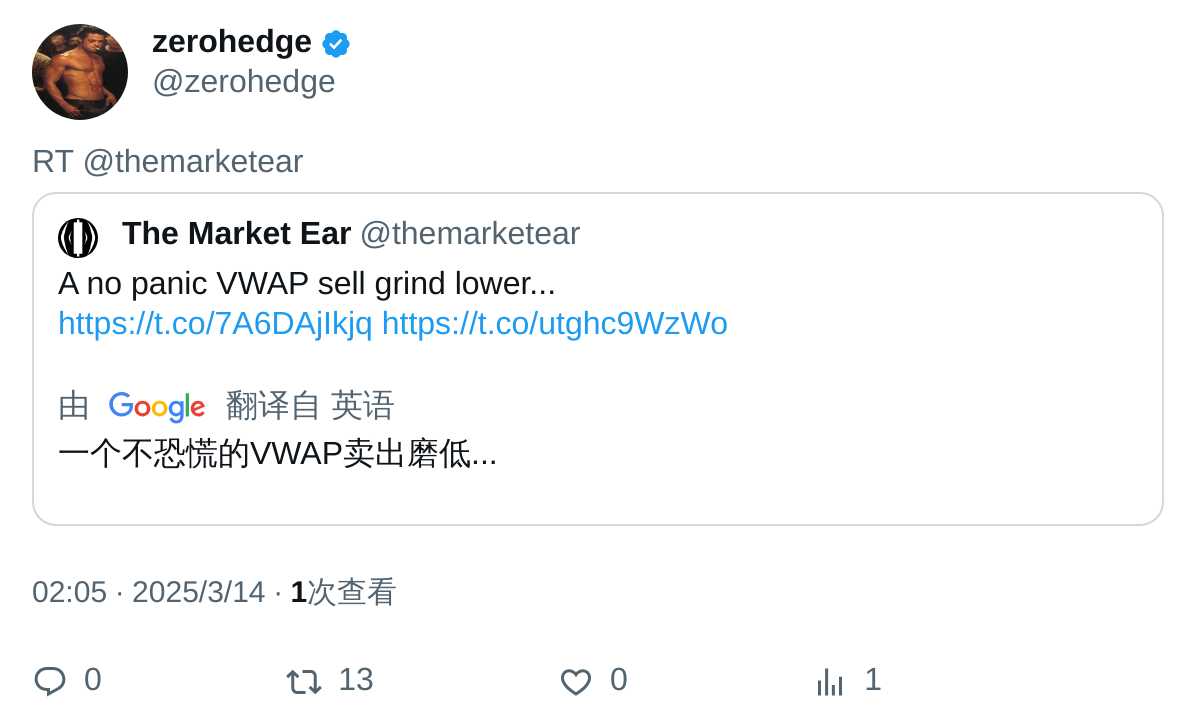 zerohedge
@zerohedge
RT @themarketear
The Market Ear @themarketear
A no panic VWAP sell grind lower...
https://t.co/7A6DAjIkjq https://t.co/utghc9WzWo
由 Google 翻译自 英语
一个不恐慌的VWAP卖出磨低...
02:05 · 2025/3/14 · 1次查看
0 13 0 1